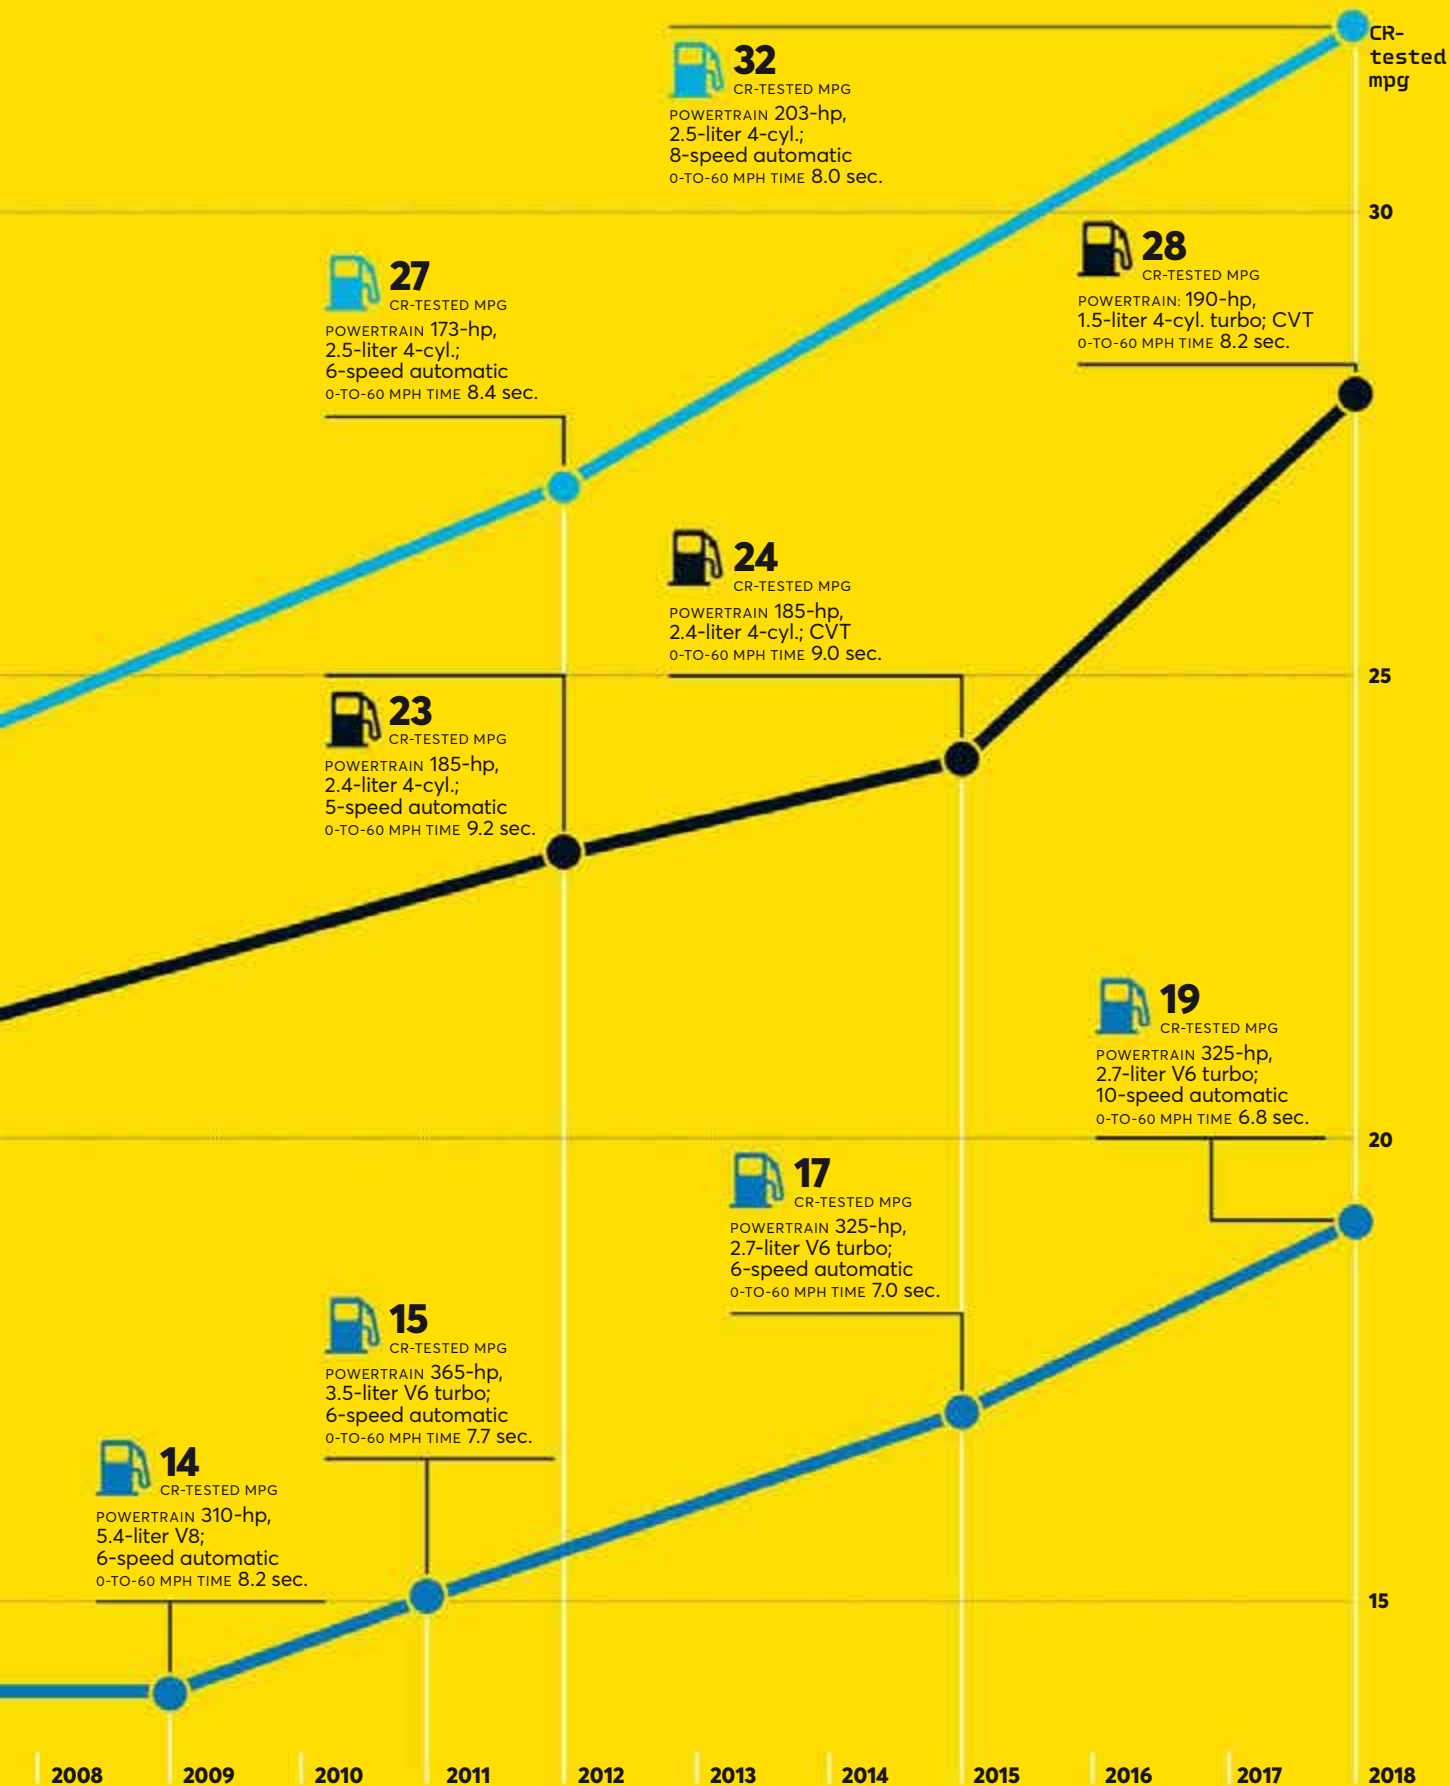 CR-
tested
mpg
32
CR-TESTED MPG
POWERTRAIN 203-hp,
2.5-liter 4-cyl.;
8-speed automatic
0-TO-60 MPH TIME 8.0 sec.
30
28
CR-TESTED MPG
POWERTRAIN: 190-hp,
1.5-liter 4-cyl. turbo; CVT
0-TO-60 MPH TIME 8.2 sec.
27
CR-TESTED MPG
POWERTRAIN 173-hp,
2.5-liter 4-cyl.;
6-speed automatic
0-TO-60 MPH TIME 8.4 sec.
24
CR-TESTED MPG
POWERTRAIN 185-hp,
2.4-liter 4-cyl.; CVT
0-TO-60 MPH TIME 9.0 sec.
25
23
CR-TESTED MPG
POWERTRAIN 185-hp,
2.4-liter 4-cyl.;
5-speed automatic
0-TO-60 MPH TIME 9.2 sec.
19
CR-TESTED MPG
POWERTRAIN 325-hp,
2.7-liter V6 turbo;
10-speed automatic
0-TO-60 MPH TIME 6.8 sec.
20
17
CR-TESTED MPG
POWERTRAIN 325-hp,
2.7-liter V6 turbo;
6-speed automatic
0-TO-60 MPH TIME 7.0 sec.
15
CR-TESTED MPG
POWERTRAIN 365-hp,
3.5-liter V6 turbo;
6-speed automatic
0-TO-60 MPH TIME 7.7 sec.
14
CR-TESTED MPG
POWERTRAIN 310-hp,
5.4-liter V8;
6-speed automatic
0-TO-60 MPH TIME 8.2 sec.
15
2008 2009 2010 2011 2012 2013 2014 2015 2016 2017 2018